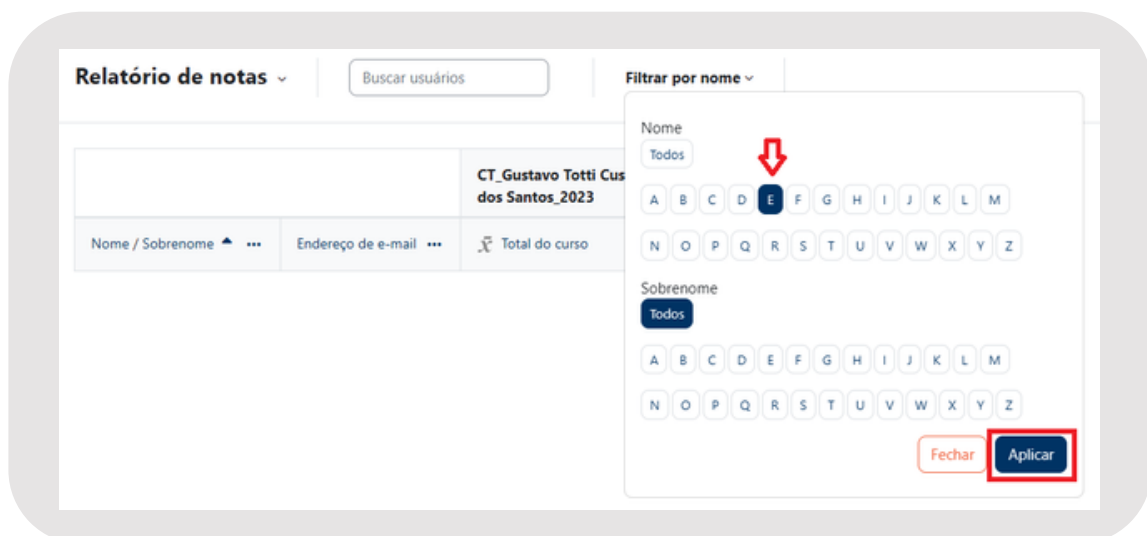 Relatório de notas
Buscar usuários
Filtrar por nome
Nome
Todos
A B C D E F G H I J K L M
N O P Q R S T U V W X Y Z
Sobrenome
Todos
A B C D E F G H I J K L M
N O P Q R S T U V W X Y Z
Fechar Aplicar
CT_Gustavo Totti Cus
dos Santos_2023
Nome / Sobrenome ... Endereço de e-mail ... x̄ Total do curso